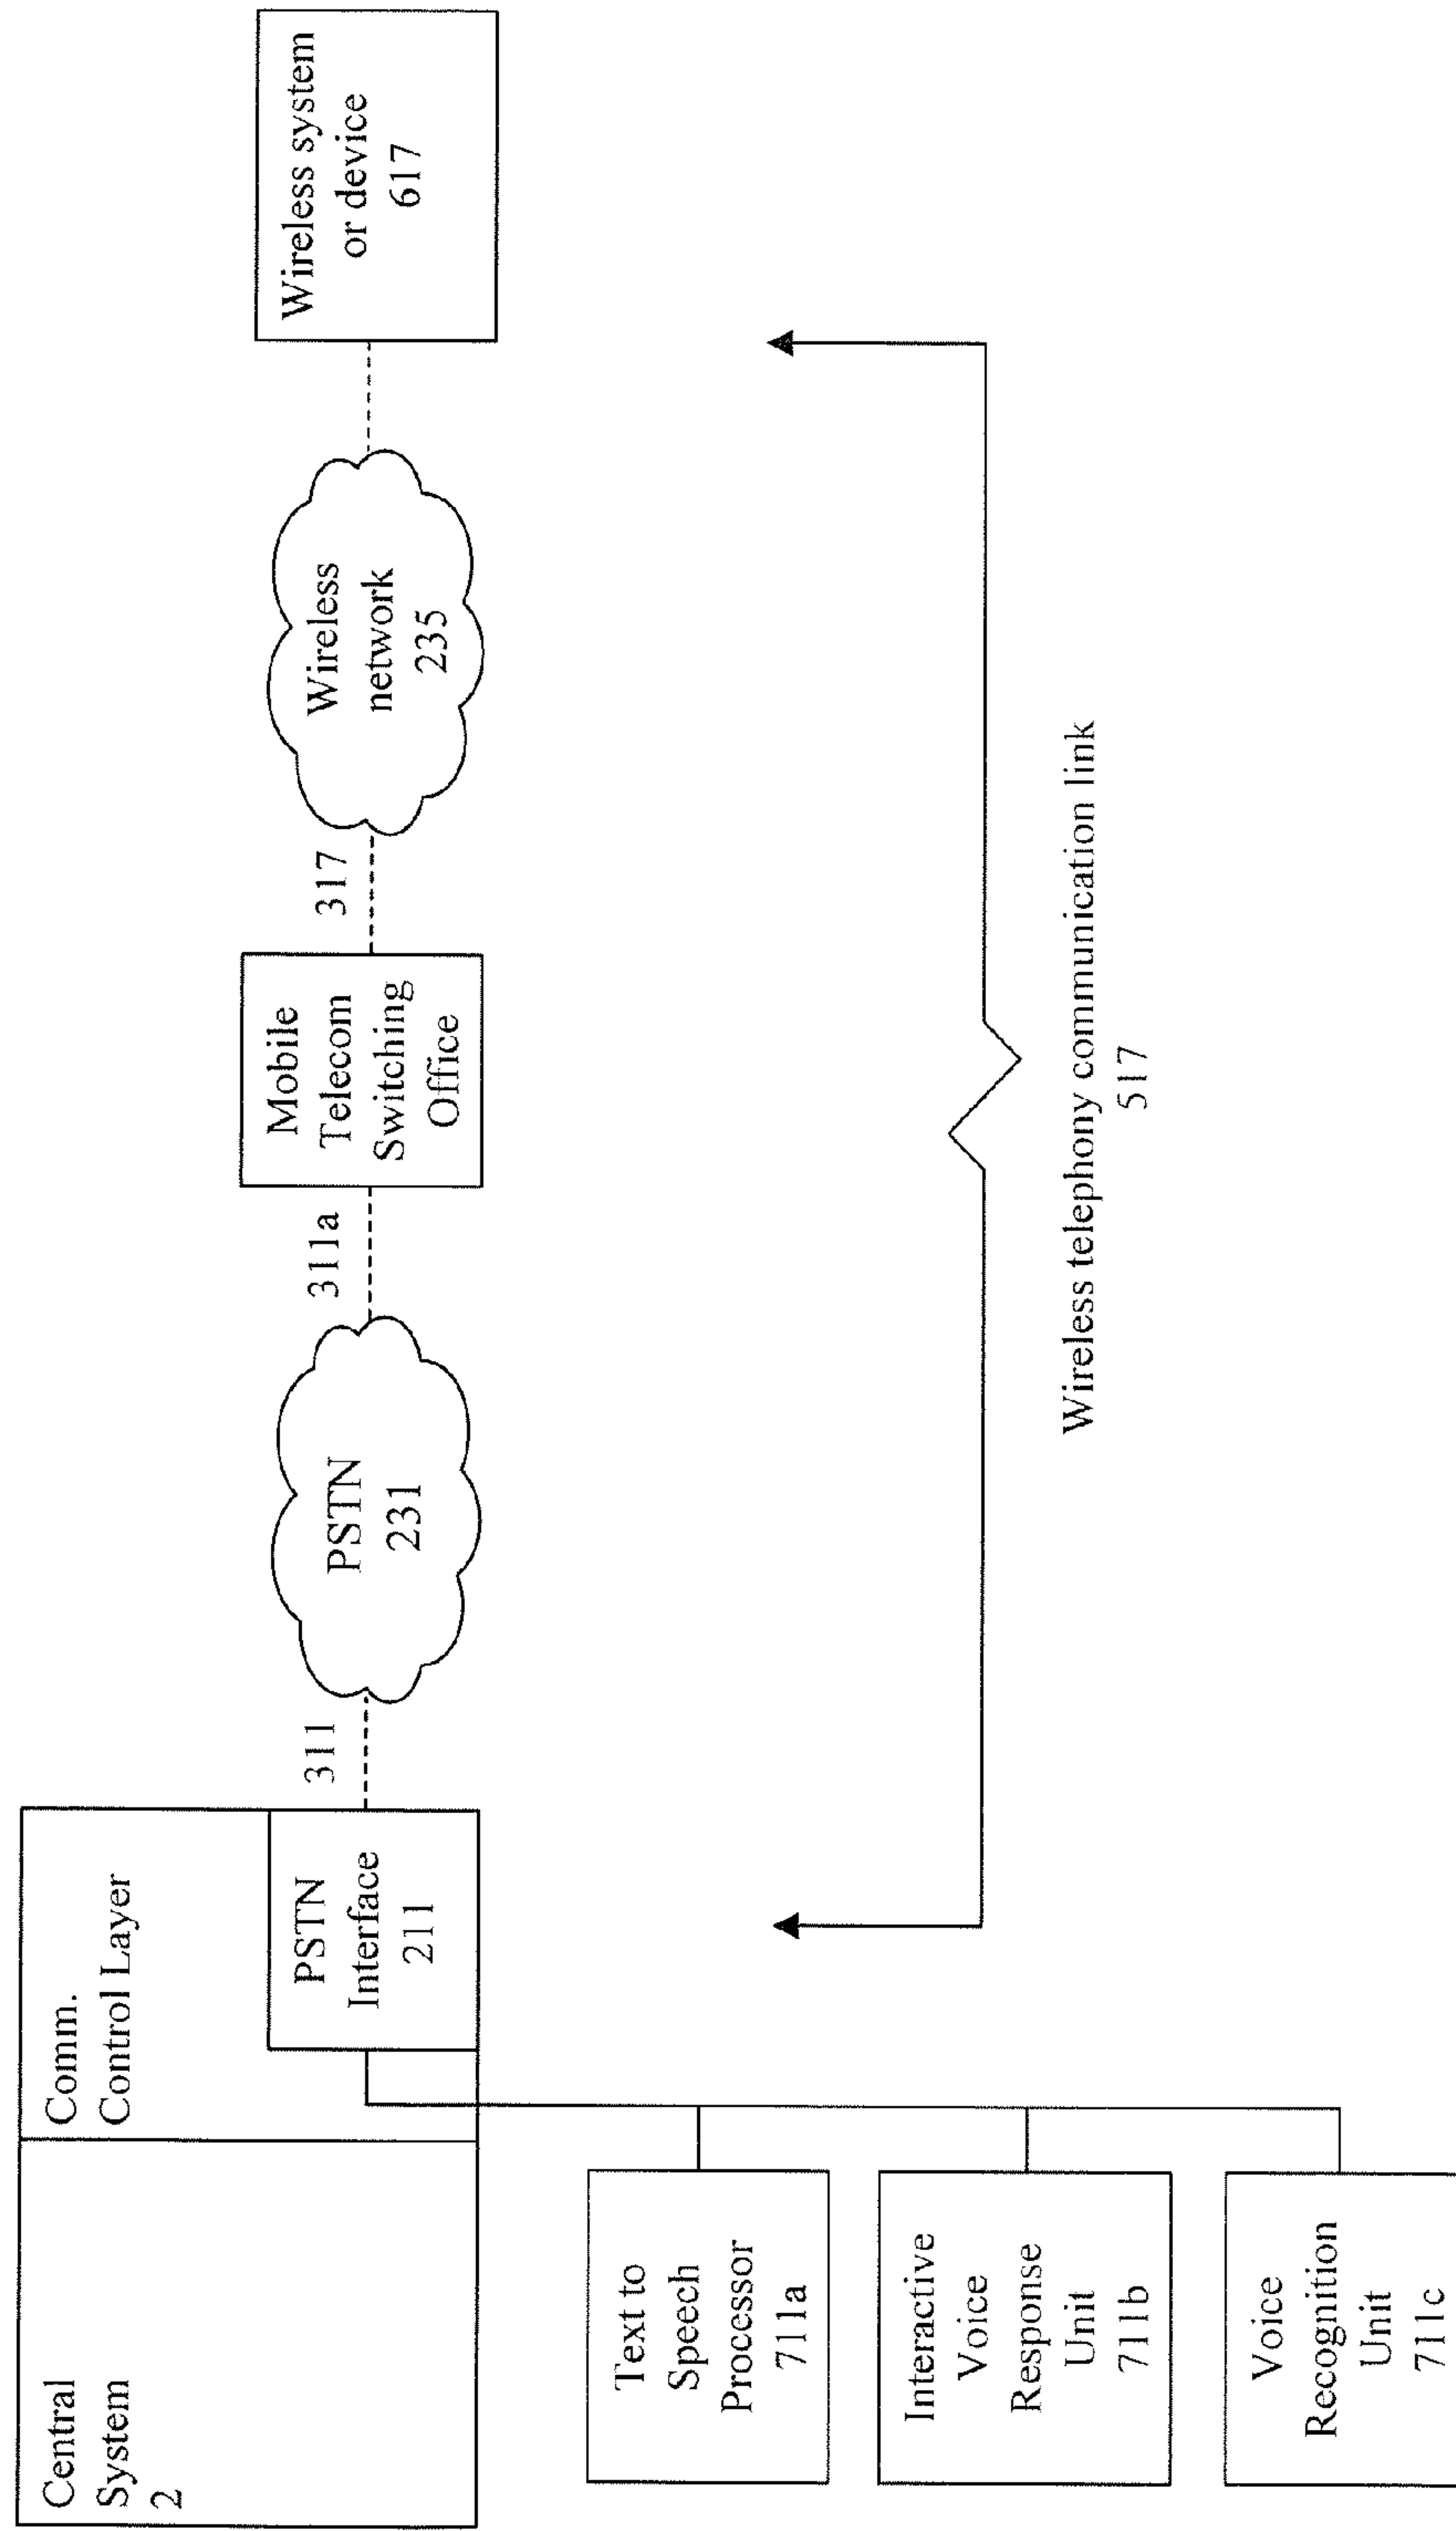 Central
System
2
Comm.
Control Layer
PSTN
Interface
211
311
PSTN
231
311a
Mobile
Telecom
Switching
Office
317
Wireless
network
235
Wireless system
or device
617
Text to
Speech
Processor
711a
Interactive
Voice
Response
Unit
711b
Voice
Recognition
Unit
711c
Wireless telephony communication link
517